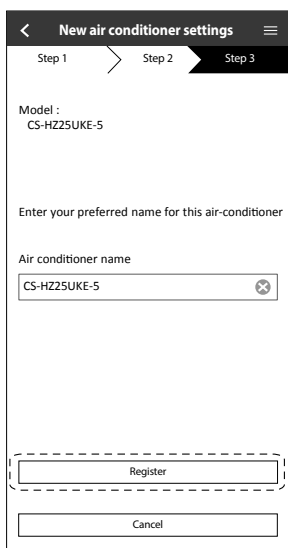 New air conditioner settings
Step 1 Step 2 Step 3
Model :
CS-HZ25UKE-5
Enter your preferred name for this air-conditioner
Air conditioner name
CS-HZ25UKE-5
Register
Cancel